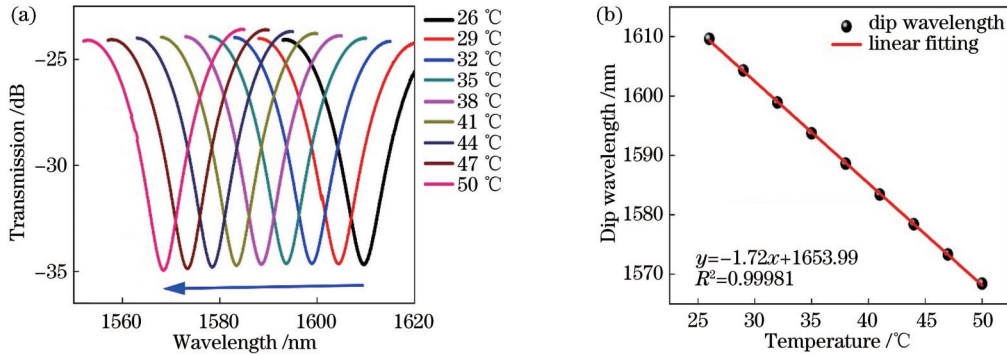 (a)
Transmission /dB
−25
−30
−35
1560
1580
1600
1620
Wavelength /nm
26 ℃
29 ℃
32 ℃
35 ℃
38 ℃
41 ℃
44 ℃
47 ℃
50 ℃
(b)
Dip wavelength /nm
1610
1600
1590
1580
1570
dip wavelength
linear fitting
y=−1.72x+1653.99
R²=0.99981
25
30
35
40
45
50
Temperature /℃